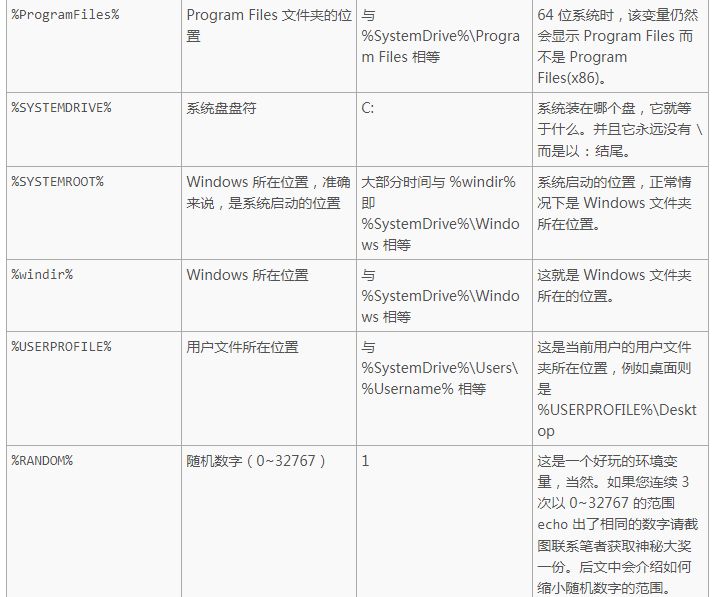 %ProgramFiles%
Program Files 文件夹的位
置
与
%SystemDrive%\Progra
m Files 相等
64 位系统时，该变量仍然
会显示 Program Files 而
不是 Program
Files(x86)。
%SYSTEMDRIVE%
系统盘盘符
C:
系统装在哪个盘，它就等
于什么。并且它永远没有 \
而是以 : 结尾。
%SYSTEMROOT%
Windows 所在位置，准确
来说，是系统启动的位置
大部分时间与 %windir%
即
%SystemDrive%\Windo
ws 相等
系统启动的位置，正常情
况下是 Windows 文件夹
所在位置。
%windir%
Windows 所在位置
与
%SystemDrive%\Windo
ws 相等
这就是 Windows 文件夹
所在的位置。
%USERPROFILE%
用户文件所在位置
与
%SystemDrive%\Users\
%Username% 相等
这是当前用户的用户文件
夹所在位置，例如桌面则
是
%USERPROFILE%\Deskt
op
%RANDOM%
随机数字（0~32767）
1
这是一个好玩的环境变
量，当然。如果您连续 3
次以 0~32767 的范围
echo 出了相同的数字请截
图联系笔者获取神秘大奖
一份。后文中会介绍如何
缩小随机数字的范围。